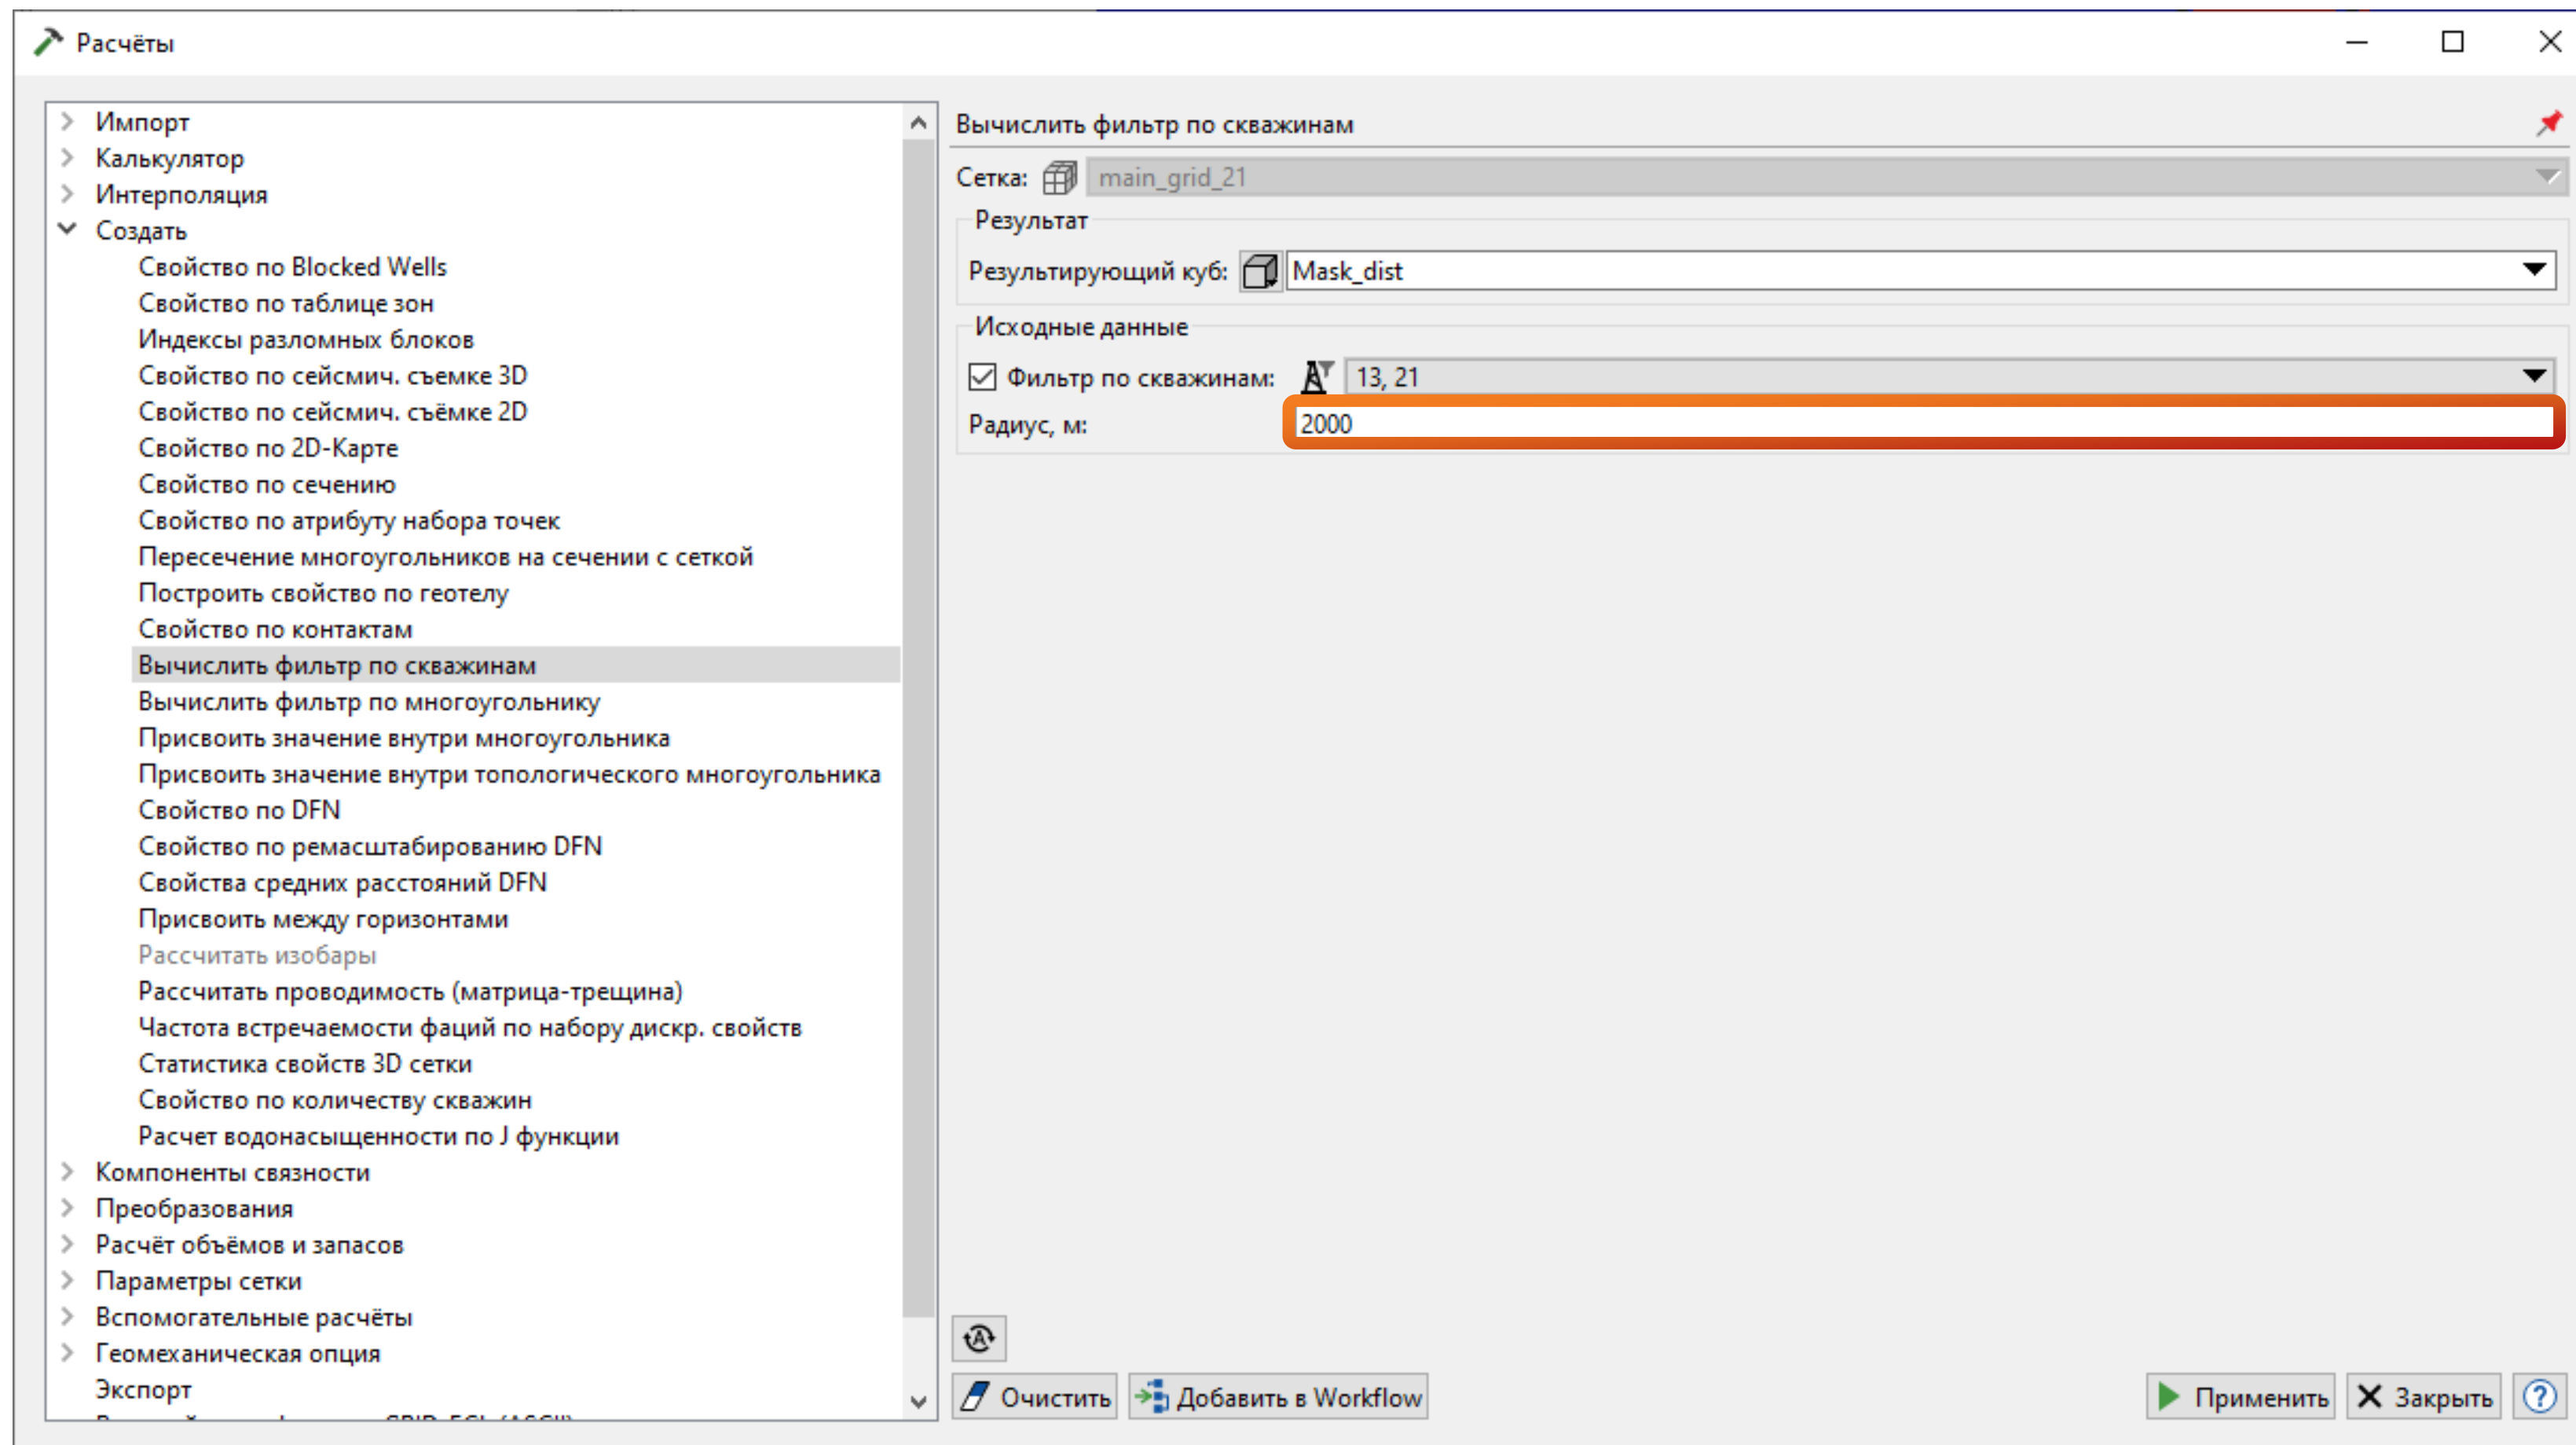 Расчёты
Импорт
Калькулятор
Интерполяция
Создать
Свойство по Blocked Wells
Свойство по таблице зон
Индексы разломных блоков
Свойство по сейсмич. съемке 3D
Свойство по сейсмич. съёмке 2D
Свойство по 2D-Карте
Свойство по сечению
Свойство по атрибуту набора точек
Пересечение многоугольников на сечении с сеткой
Построить свойство по геотелу
Свойство по контактам
Вычислить фильтр по скважинам
Вычислить фильтр по многоугольнику
Присвоить значение внутри многоугольника
Присвоить значение внутри топологического многоугольника
Свойство по DFN
Свойство по ремасштабированию DFN
Свойства средних расстояний DFN
Присвоить между горизонтами
Рассчитать изобары
Рассчитать проводимость (матрица-трещина)
Частота встречаемости фаций по набору дискр. свойств
Статистика свойств 3D сетки
Свойство по количеству скважин
Расчет водонасыщенности по J функции
Компоненты связности
Преобразования
Расчёт объёмов и запасов
Параметры сетки
Вспомогательные расчёты
Геомеханическая опция
Экспорт
Вычислить фильтр по скважинам
Сетка: main_grid_21
Результат
Результирующий куб: Mask_dist
Исходные данные
Фильтр по скважинам: 13, 21
Радиус, м: 2000
Очистить Добавить в Workflow Применить Закрыть ?